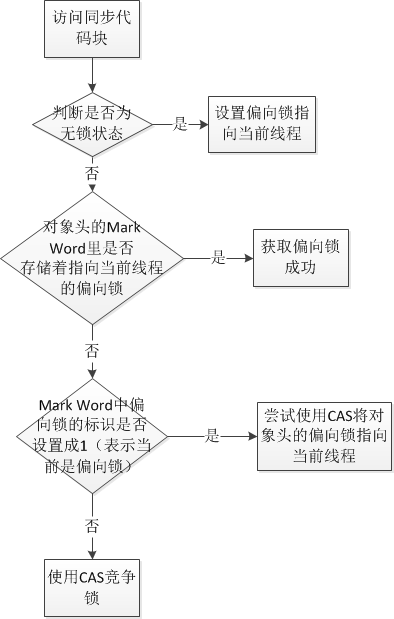 访问同步代
码块
判断是否为
无锁状态
是
设置偏向锁指
向当前线程
否
对象头的Mark
Word里是否
存储着指向当前线程
的偏向锁
是
获取偏向锁
成功
否
Mark Word中偏
向锁的标识是否
设置成1（表示当
前是偏向锁）
是
尝试使用CAS将对
象头的偏向锁指向
当前线程
否
使用CAS竞争
锁